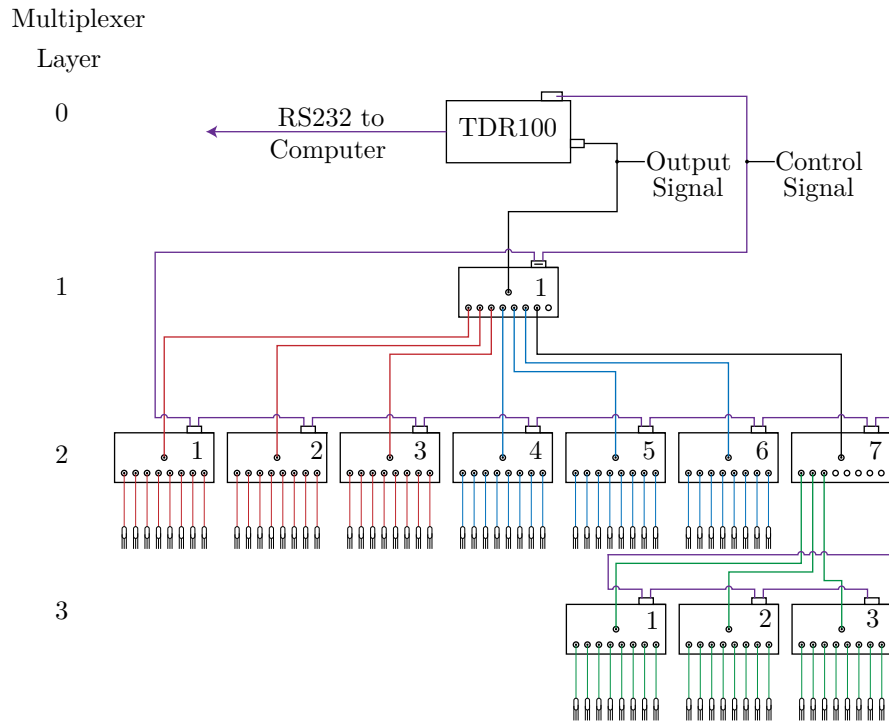 Multiplexer
Layer
0
RS232 to
Computer
TDR100
Output
Signal
Control
Signal
1
1
2
1
2
3
4
5
6
7
3
1
2
3